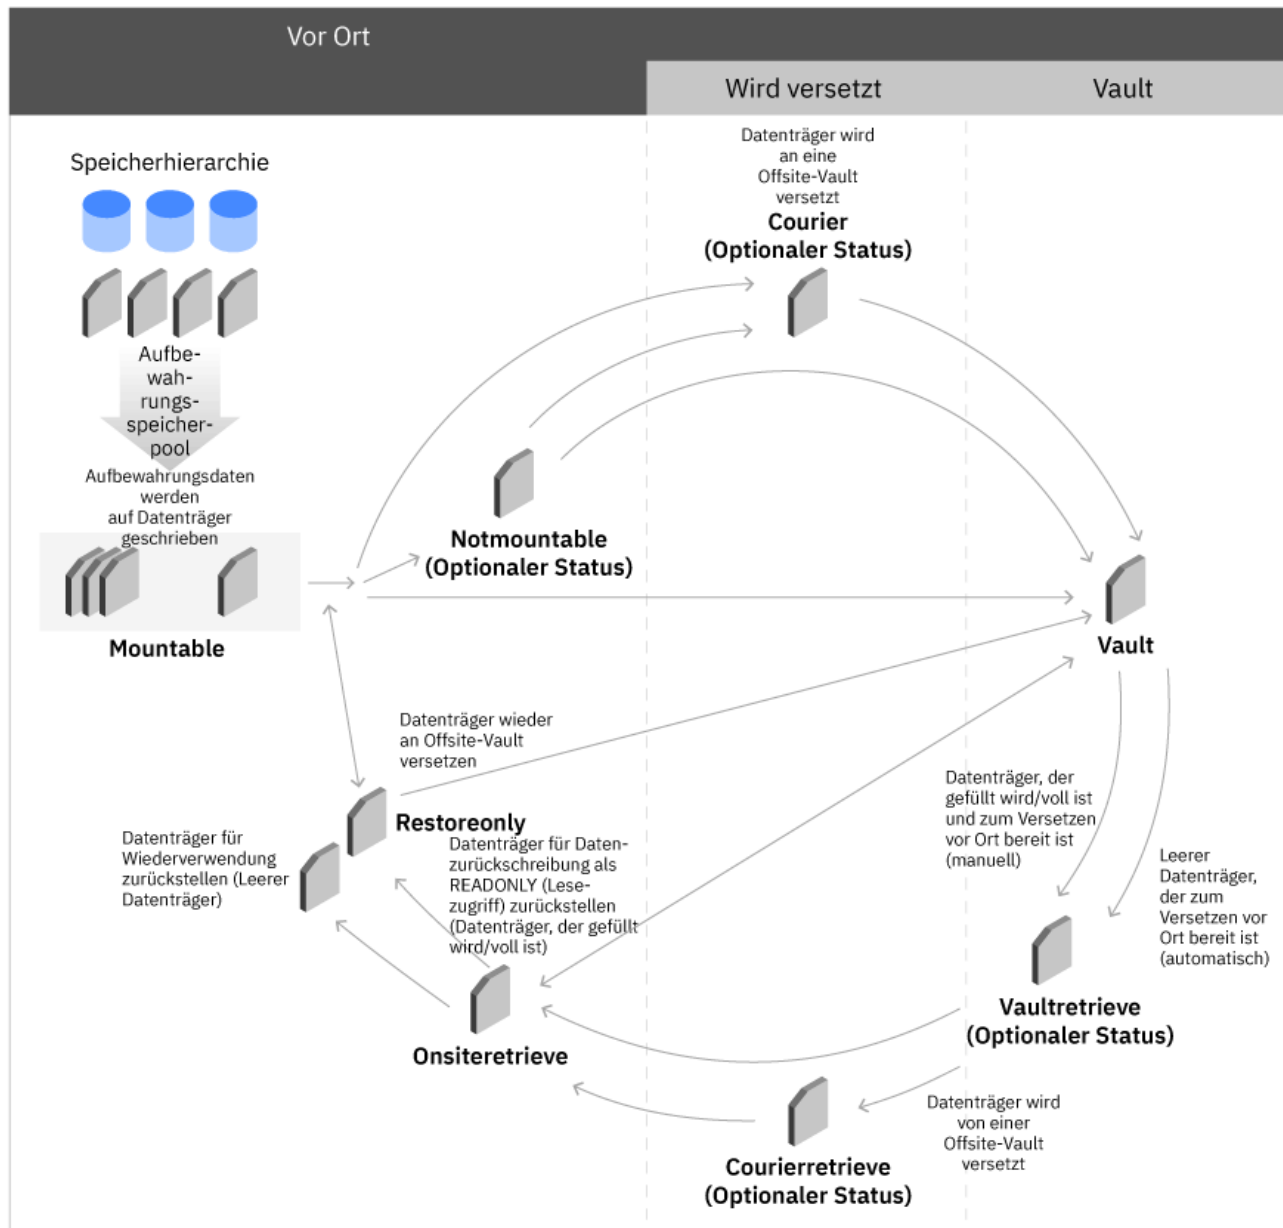 Vor Ort
Wird versetzt
Vault
Speicherhierarchie
Aufbe-
wah-
rungs-
speicher-
pool
Aufbewahrungsdaten
werden
auf Datenträger
geschrieben
Mountable
Datenträger wird
an eine
Offsite-Vault
versetzt
Courier
(Optionaler Status)
Notmountable
(Optionaler Status)
Vault
Datenträger wieder
an Offsite-Vault
versetzen
Restoreonly
Datenträger für
Wiederverwendung
zurückstellen (Leerer
Datenträger)
Datenträger für Daten-
zurückschreibung als
READONLY (Lese-
zugriff) zurückstellen
(Datenträger, der gefüllt
wird/voll ist)
Onsiteretrieve
Datenträger, der
gefüllt wird/voll ist
und zum Versetzen
vor Ort bereit ist
(manuell)
Leerer
Datenträger,
der zum
Versetzen vor
Ort bereit ist
(automatisch)
Vaultretrieve
(Optionaler Status)
Datenträger wird
von einer
Offsite-Vault
versetzt
Courierretrieve
(Optionaler Status)